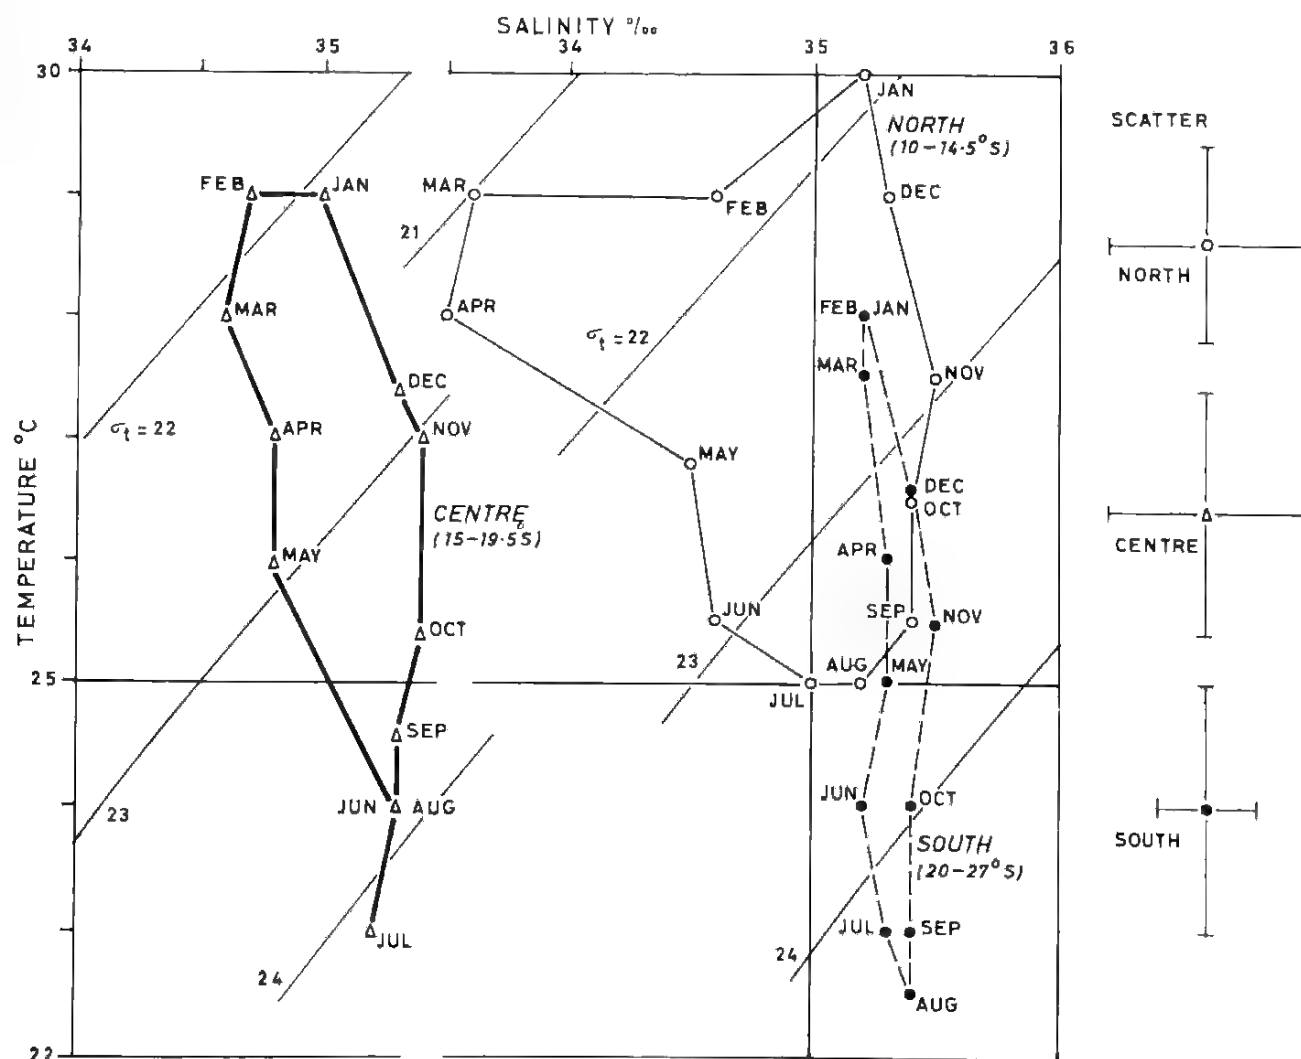 SALINITY ‰
34 35 34 35 36
30
JAN
NORTH
(10-14·5°S)
SCATTER
FEB JAN
MAR
FEB
DEC
21
NORTH
MAR
APR
FEB JAN
σt = 22
MAR
NOV
DEC
APR
NOV
σt = 22
MAY
DEC
OCT
CENTRE
(15-19·5°S)
TEMPERATURE °C
MAY
APR
CENTRE
OCT
JUN
SEP
NOV
23
AUG
MAY
25
JUL
SEP
JUN AUG
JUN
OCT
23
SOUTH
(20-27°S)
SOUTH
JUL
JUL
SEP
24
24
AUG
22